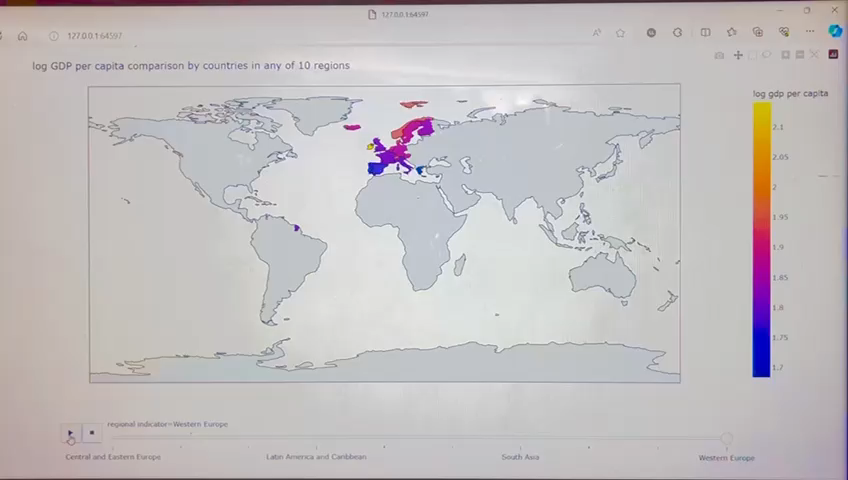 127.0.0.1:64597
127.0.0.1:64597
log GDP per capita comparison by countries in any of 10 regions
log gdp per capita
2.1
2.05
2
1.95
1.9
1.85
1.8
1.75
1.7
regional indicator=Western Europe
Central and Eastern Europe
Latin America and Caribbean
South Asia
Western Europe